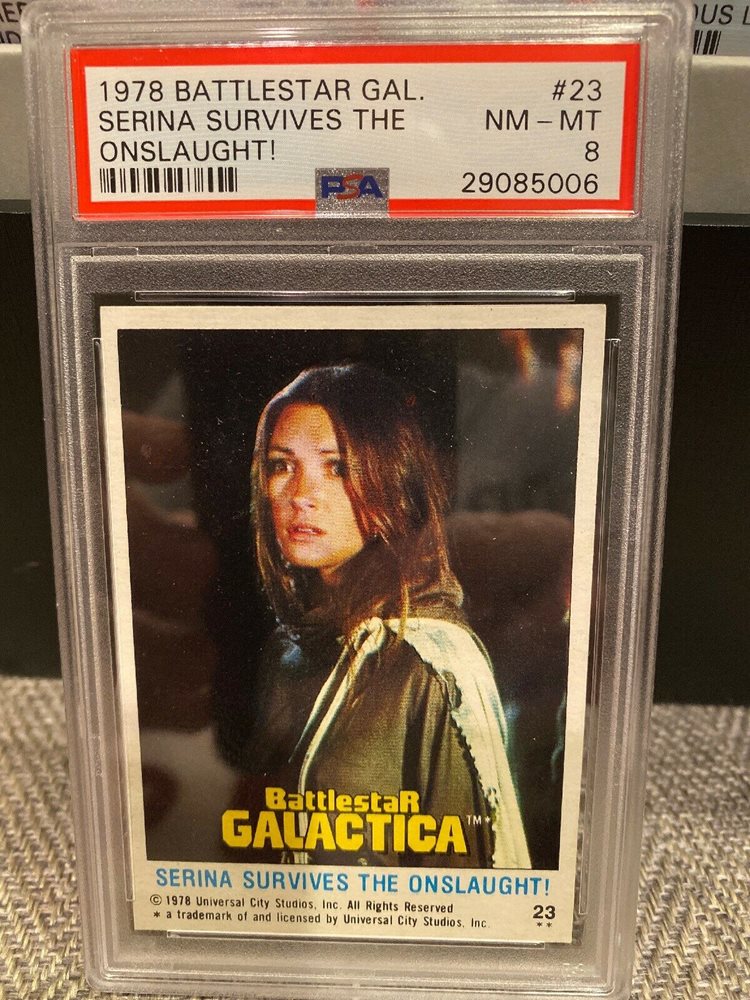 US L
1978 BATTLESTAR GAL. #23
SERINA SURVIVES THE NM – MT
ONSLAUGHT! 8
PSA 29085006
BattlestaR
GALACTICA™*
SERINA SURVIVES THE ONSLAUGHT!
© 1978 Universal City Studios, Inc. All Rights Reserved
* a trademark of and licensed by Universal City Studios, Inc.
23
**